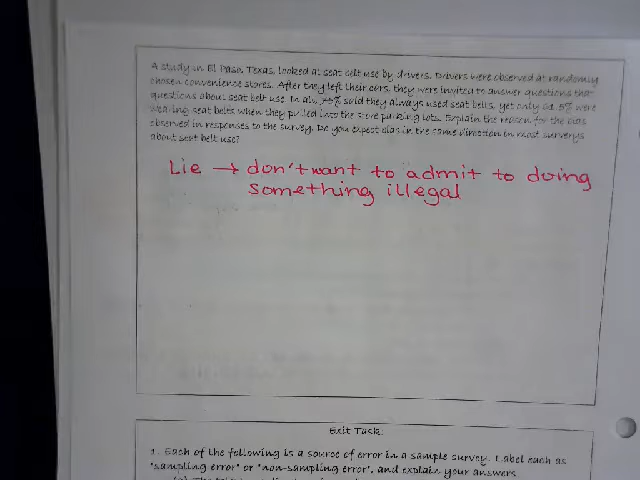 A study in El Paso, Texas, looked at seat belt use by drivers. Drivers were observed at randomly
chosen convenience stores. After they left their cars, they were invited to answer questions that
questions about seat belt use. In all, 75% said they always used seat belts, yet only 61.5% were
wearing seat belts when they pulled into the store parking lots. Explain the reason for the bias
observed in responses to the survey. Do you expect bias in the same direction in most surveys
about seat belt use?
Lie → don't want to admit to doing
something illegal
Exit Task:
1. Each of the following is a source of error in a sample survey. Label each as
"sampling error" or "non-sampling error", and explain your answers